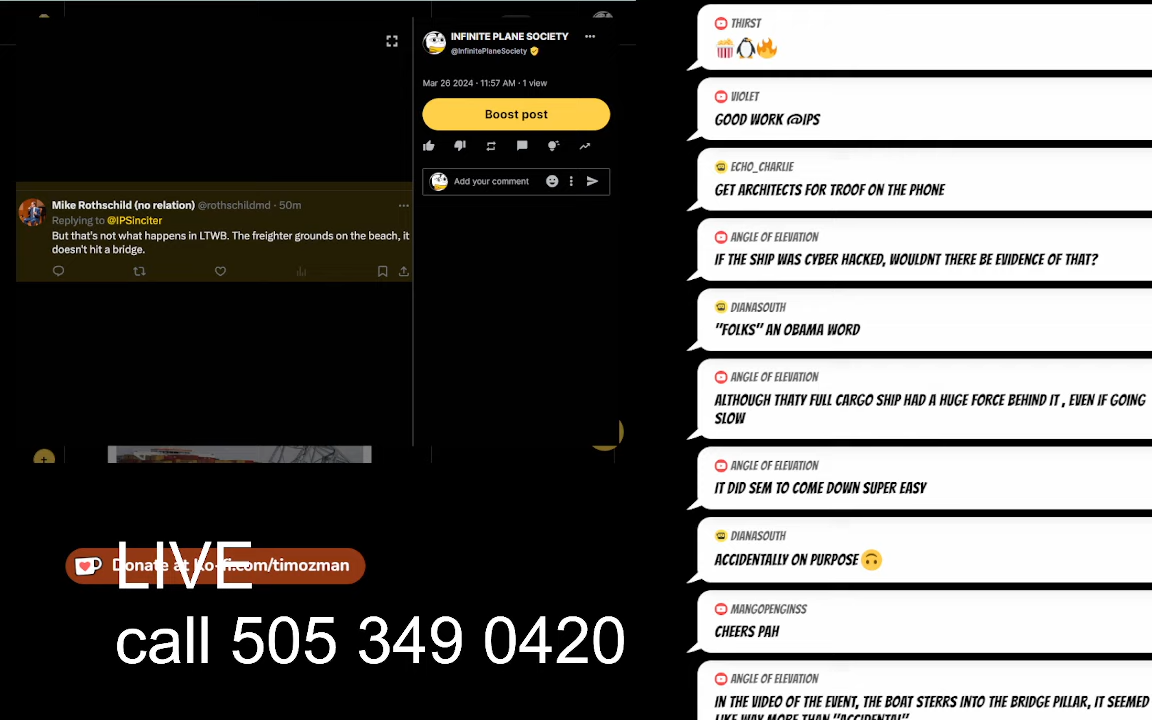 INFINITE PLANE SOCIETY
@InfinitePlaneSociety
Mar 26 2024 · 11:57 AM · 1 view
Boost post
Add your comment
Mike Rothschild (no relation) @rothschildmd · 50m
Replying to @IPSinciter
But that's not what happens in LTWB. The freighter grounds on the beach, it
doesn't hit a bridge.
Donate at ko-fi.com/timozman
LIVE
call 505 349 0420
THIRST
VIOLET
GOOD WORK @IPS
ECHO_CHARLIE
GET ARCHITECTS FOR TROOF ON THE PHONE
ANGLE OF ELEVATION
IF THE SHIP WAS CYBER HACKED, WOULDNT THERE BE EVIDENCE OF THAT?
DIANASOUTH
"FOLKS" AN OBAMA WORD
ANGLE OF ELEVATION
ALTHOUGH THATY FULL CARGO SHIP HAD A HUGE FORCE BEHIND IT , EVEN IF GOING
SLOW
ANGLE OF ELEVATION
IT DID SEM TO COME DOWN SUPER EASY
DIANASOUTH
ACCIDENTALLY ON PURPOSE 🙃
MANGOPENGINSS
CHEERS PAH
ANGLE OF ELEVATION
IN THE VIDEO OF THE EVENT, THE BOAT STERRS INTO THE BRIDGE PILLAR, IT SEEMED
LIKE WAY MORE THAN "ACCIDENTAL"